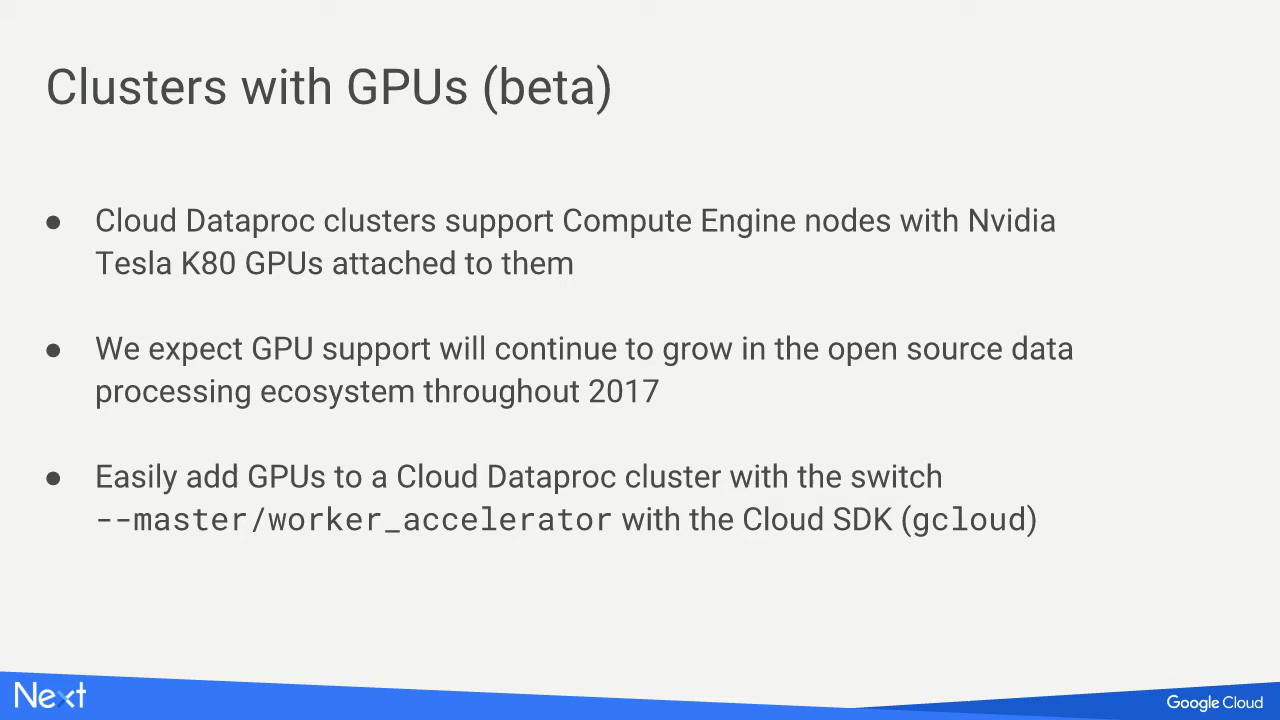 Clusters with GPUs (beta)
● Cloud Dataproc clusters support Compute Engine nodes with Nvidia
Tesla K80 GPUs attached to them
● We expect GPU support will continue to grow in the open source data
processing ecosystem throughout 2017
● Easily add GPUs to a Cloud Dataproc cluster with the switch
--master/worker_accelerator with the Cloud SDK (gcloud)
Next
Google Cloud